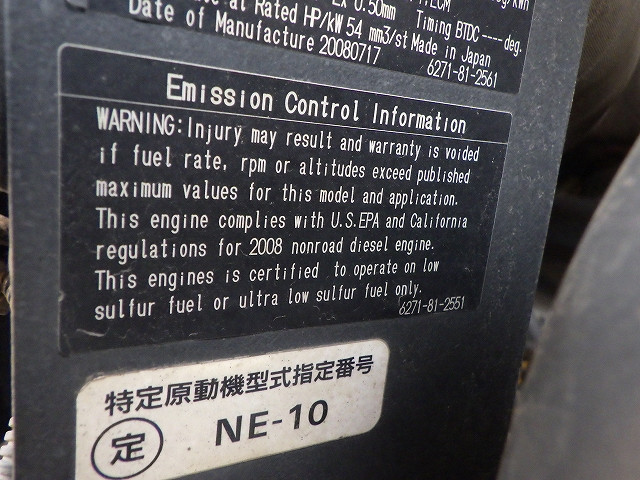 Ex 0.50mm Timing BTDC ----deg.
at Rated HP/kW 54 mm3/st Made in Japan
Date of Manufacture 20080717 6271-81-2561
Emission Control Information
WARNING:Injury may result and warranty is voided
if fuel rate, rpm or altitudes exceed published
maximum values for this model and application.
This engine complies with U.S.EPA and California
regulations for 2008 nonroad diesel engine.
This engines is certified to operate on low
sulfur fuel or ultra low sulfur fuel only.
6271-81-2551
特定原動機型式指定番号
定 NE-10